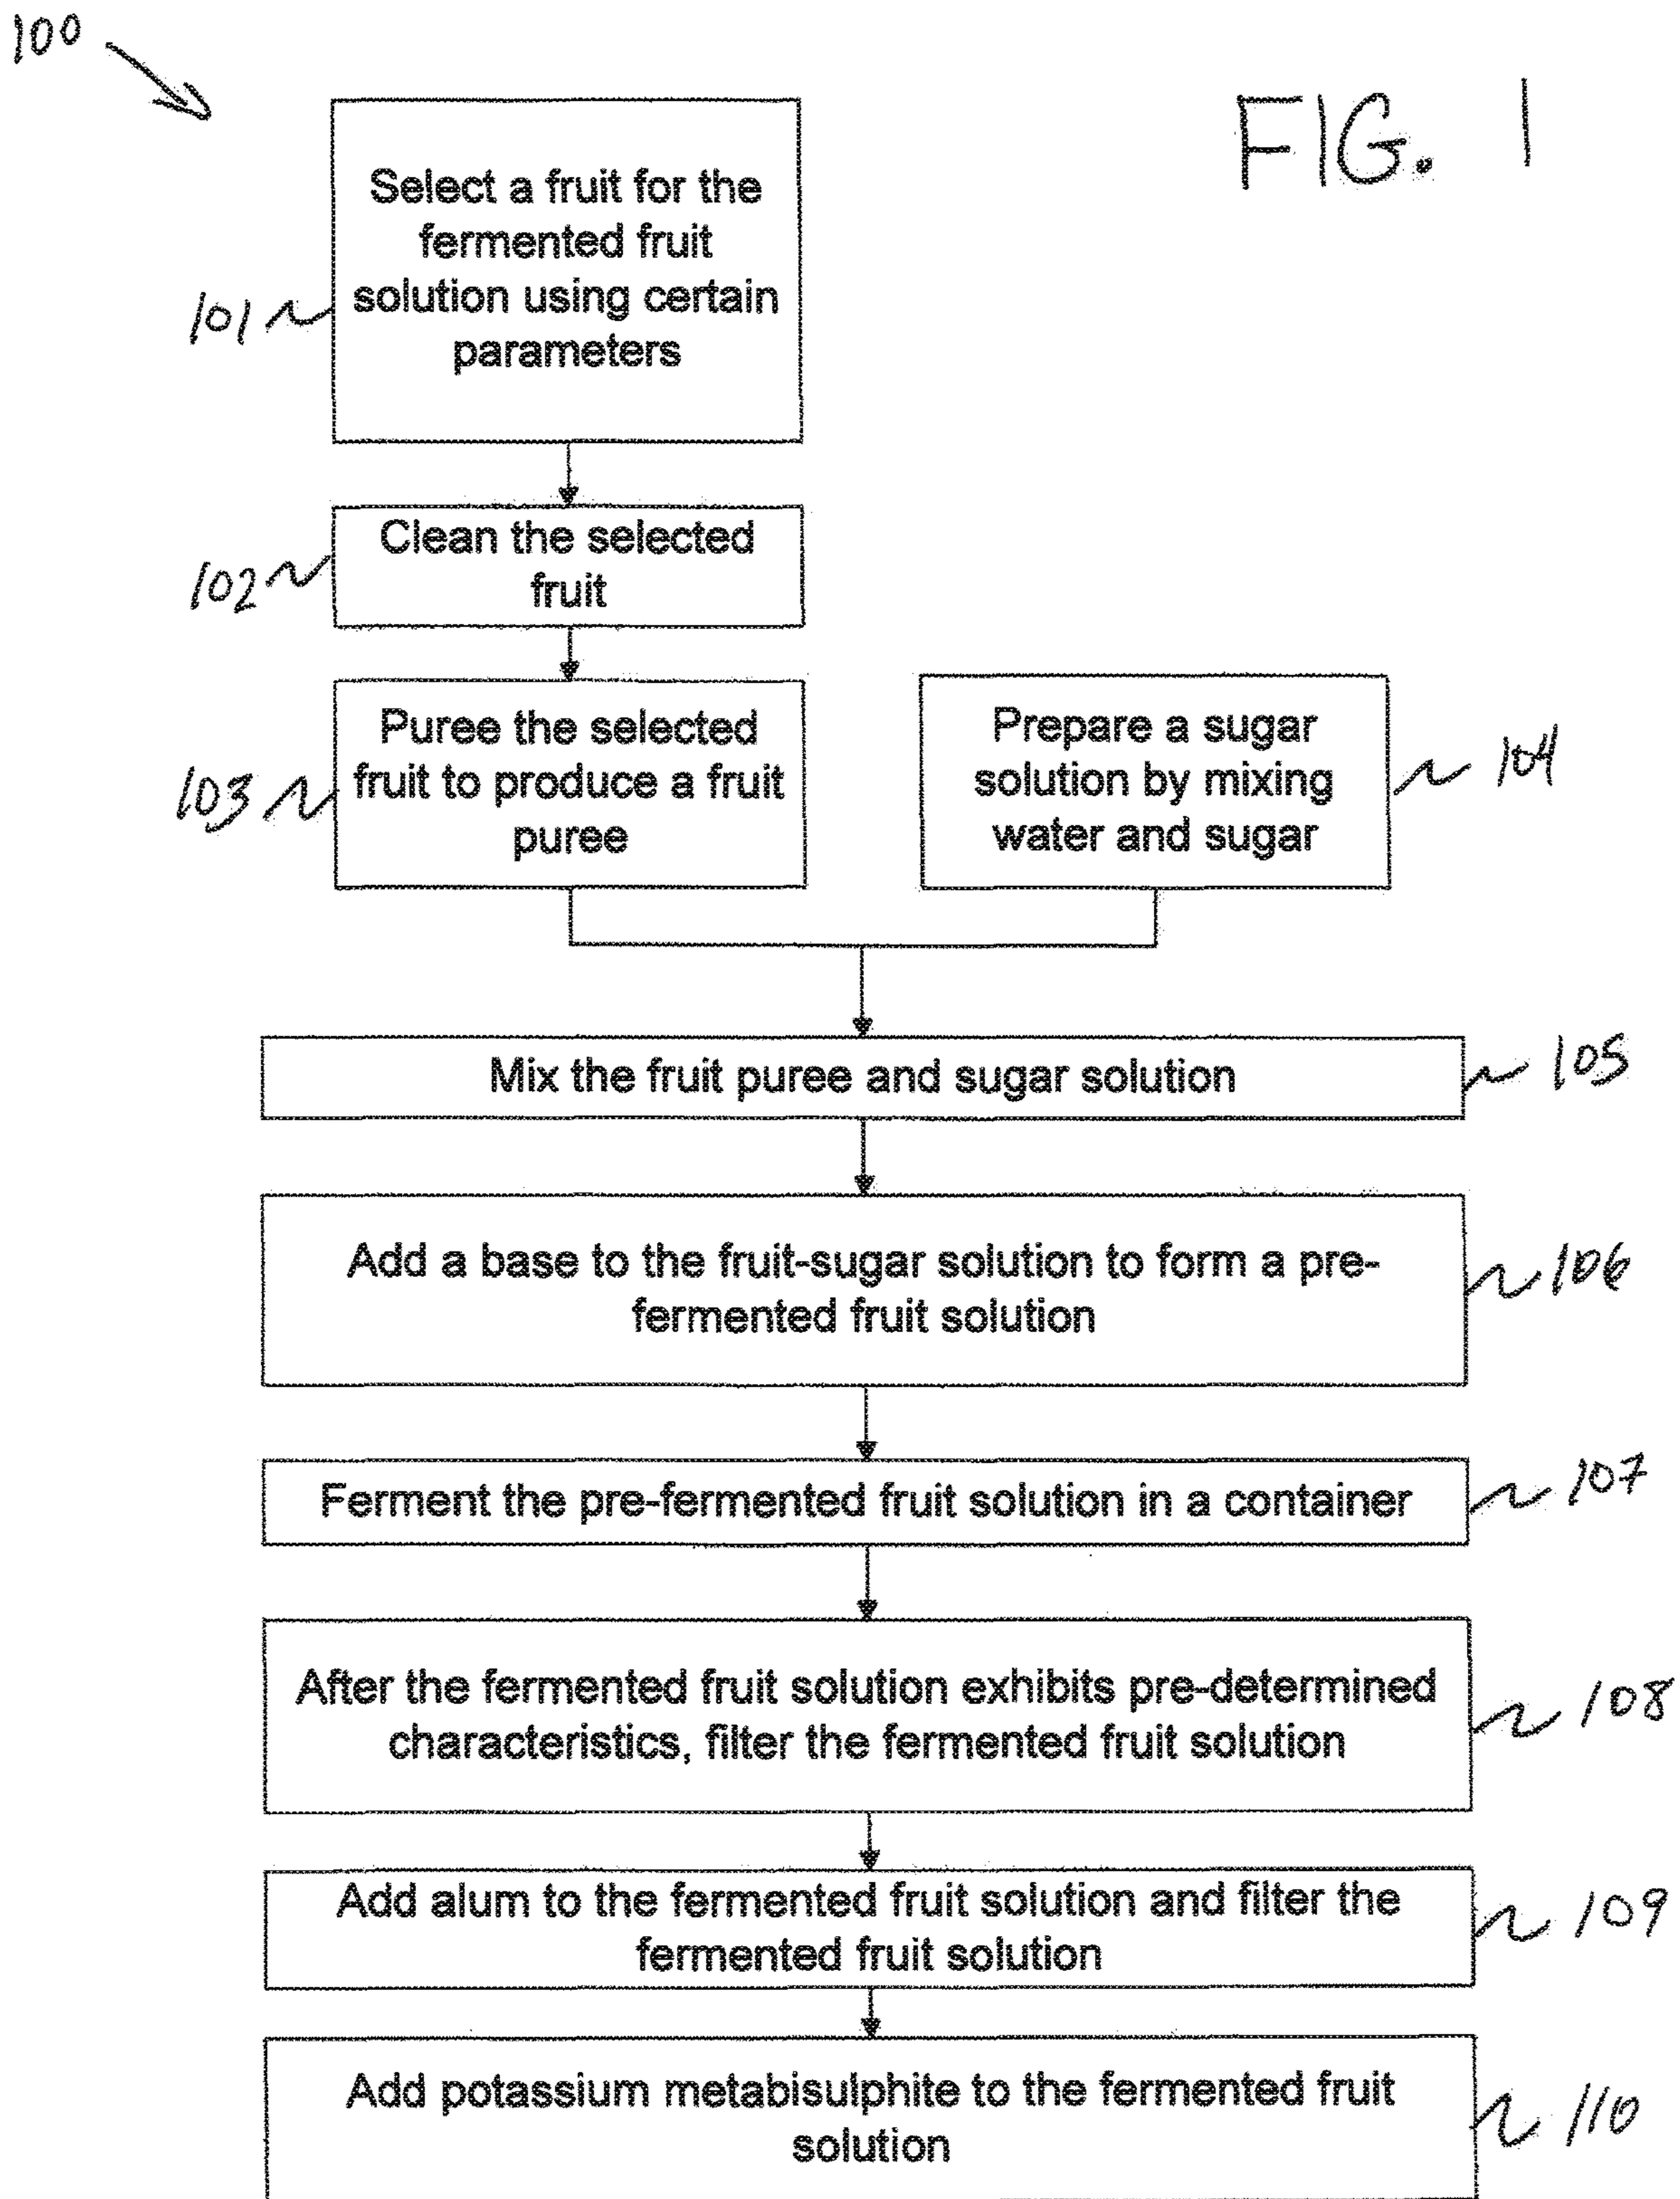 100
FIG. 1
Select a fruit for the
fermented fruit
solution using certain
parameters
101
Clean the selected
fruit
102
Puree the selected
fruit to produce a fruit
puree
103
Prepare a sugar
solution by mixing
water and sugar
104
Mix the fruit puree and sugar solution
105
Add a base to the fruit-sugar solution to form a pre-
fermented fruit solution
106
Ferment the pre-fermented fruit solution in a container
107
After the fermented fruit solution exhibits pre-determined
characteristics, filter the fermented fruit solution
108
Add alum to the fermented fruit solution and filter the
fermented fruit solution
109
Add potassium metabisulphite to the fermented fruit
solution
110